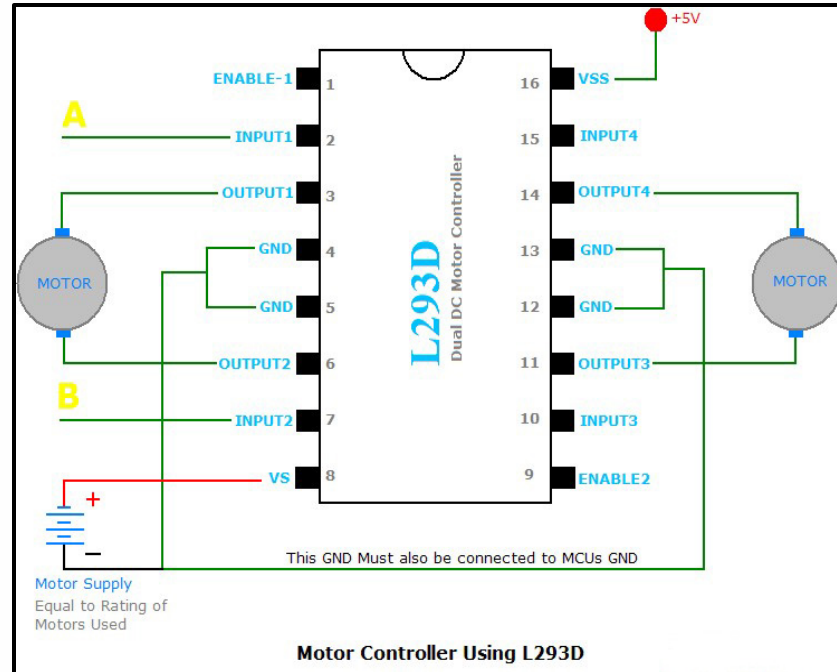 +5V
ENABLE-1
1
16
VSS
A
INPUT1
2
15
INPUT4
OUTPUT1
3
14
OUTPUT4
GND
4
13
GND
MOTOR
L293D
Dual DC Motor Controller
MOTOR
GND
5
12
GND
OUTPUT2
6
11
OUTPUT3
B
INPUT2
7
10
INPUT3
VS
8
9
ENABLE2
+
−
This GND Must also be connected to MCUs GND
Motor Supply
Equal to Rating of
Motors Used
Motor Controller Using L293D